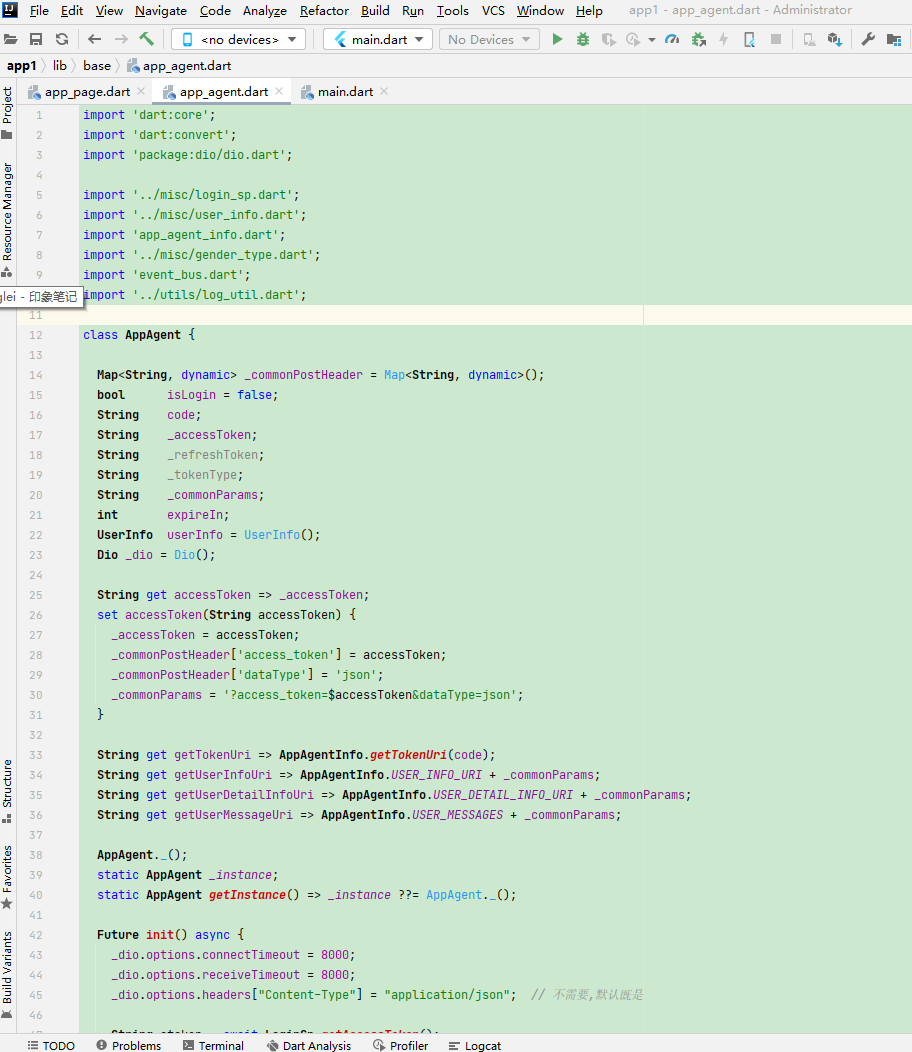 File Edit View Navigate Code Analyze Refactor Build Run Tools VCS Window Help app1 - app_agent.dart - Administrator
<no devices> main.dart No Devices
app1 lib base app_agent.dart
app_page.dart app_agent.dart main.dart
Project
Resource Manager
Structure
Favorites
Build Variants
1 import 'dart:core';
2 import 'dart:convert';
3 import 'package:dio/dio.dart';
4
5 import '../misc/login_sp.dart';
6 import '../misc/user_info.dart';
7 import 'app_agent_info.dart';
8 import '../misc/gender_type.dart';
9 import 'event_bus.dart';
glei - 印象笔记 import '../utils/log_util.dart';
11
12 class AppAgent {
13
14 Map<String, dynamic> _commonPostHeader = Map<String, dynamic>();
15 bool isLogin = false;
16 String code;
17 String _accessToken;
18 String _refreshToken;
19 String _tokenType;
20 String _commonParams;
21 int expireIn;
22 UserInfo userInfo = UserInfo();
23 Dio _dio = Dio();
24
25 String get accessToken => _accessToken;
26 set accessToken(String accessToken) {
27 _accessToken = accessToken;
28 _commonPostHeader['access_token'] = accessToken;
29 _commonPostHeader['dataType'] = 'json';
30 _commonParams = '?access_token=$accessToken&dataType=json';
31 }
32
33 String get getTokenUri => AppAgentInfo.getTokenUri(code);
34 String get getUserInfoUri => AppAgentInfo.USER_INFO_URI + _commonParams;
35 String get getUserDetailInfoUri => AppAgentInfo.USER_DETAIL_INFO_URI + _commonParams;
36 String get getUserMessageUri => AppAgentInfo.USER_MESSAGES + _commonParams;
37
38 AppAgent._();
39 static AppAgent _instance;
40 static AppAgent getInstance() => _instance ??= AppAgent._();
41
42 Future init() async {
43 _dio.options.connectTimeout = 8000;
44 _dio.options.receiveTimeout = 8000;
45 _dio.options.headers["Content-Type"] = "application/json"; // 不需要,默认既是
46
TODO Problems Terminal Dart Analysis Profiler Logcat